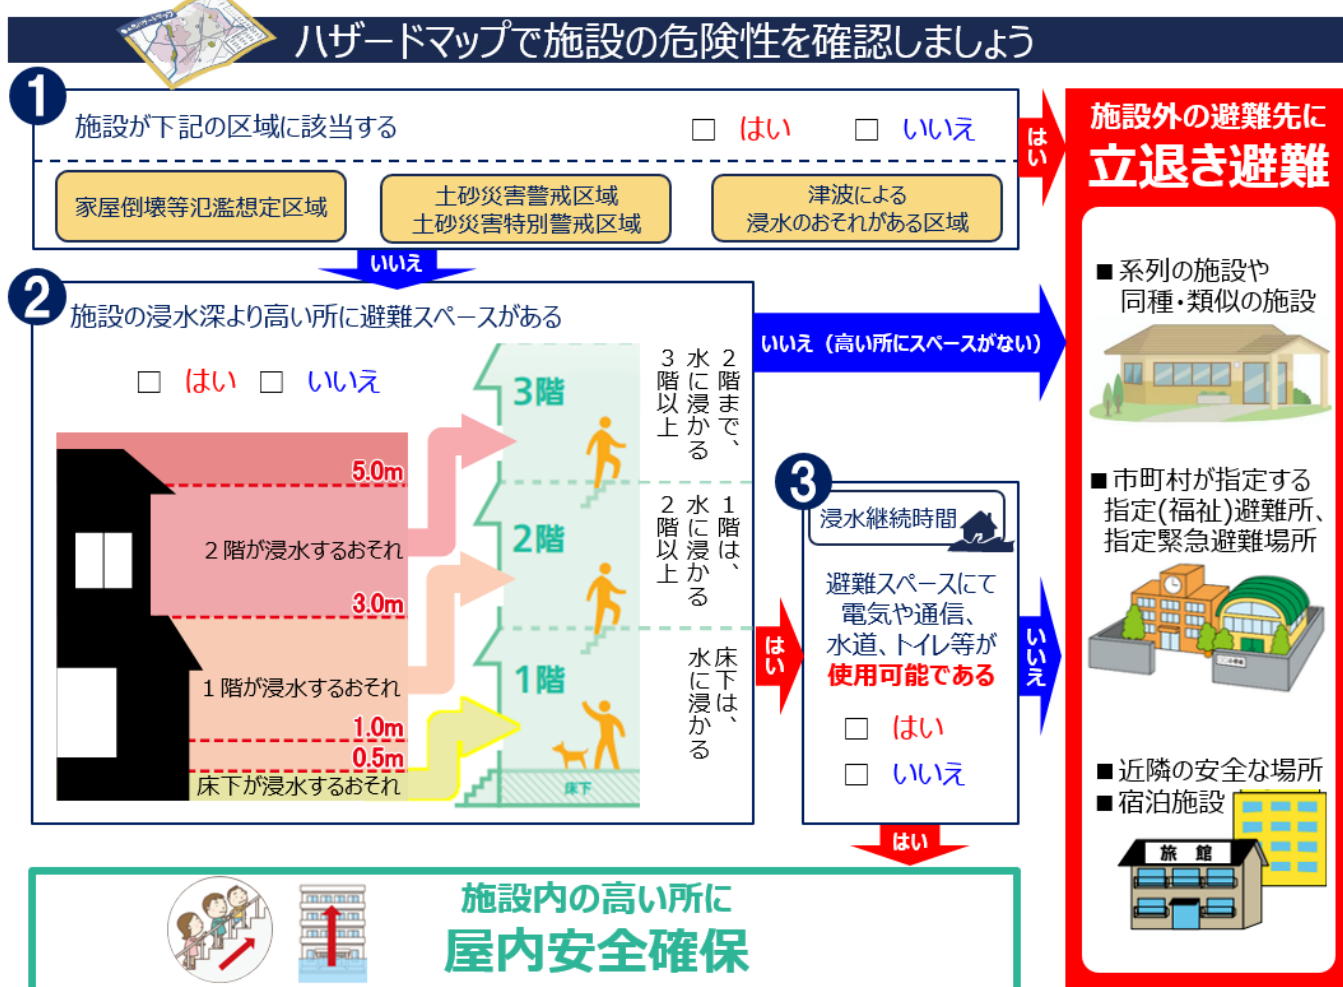 ハザードマップで施設の危険性を確認しましょう
1
施設が下記の区域に該当する
□ はい □ いいえ
家屋倒壊等氾濫想定区域
土砂災害警戒区域
土砂災害特別警戒区域
津波による
浸水のおそれがある区域
はい
いいえ
2
施設の浸水深より高い所に避難スペースがある
□ はい □ いいえ
5.0m
2階が浸水するおそれ
3.0m
1階が浸水するおそれ
1.0m
0.5m
床下が浸水するおそれ
3階
2階
1階
床下
2階まで、
水に浸かる
3階以上
1階は、
水に浸かる
2階以上
床下は、
水に浸かる
いいえ（高い所にスペースがない）
はい
3
浸水継続時間
避難スペースにて
電気や通信、
水道、トイレ等が
使用可能である
□ はい
□ いいえ
いいえ
はい
施設内の高い所に
屋内安全確保
施設外の避難先に
立退き避難
■系列の施設や
同種・類似の施設
■市町村が指定する
指定(福祉)避難所、
指定緊急避難場所
■近隣の安全な場所
■宿泊施設
旅館